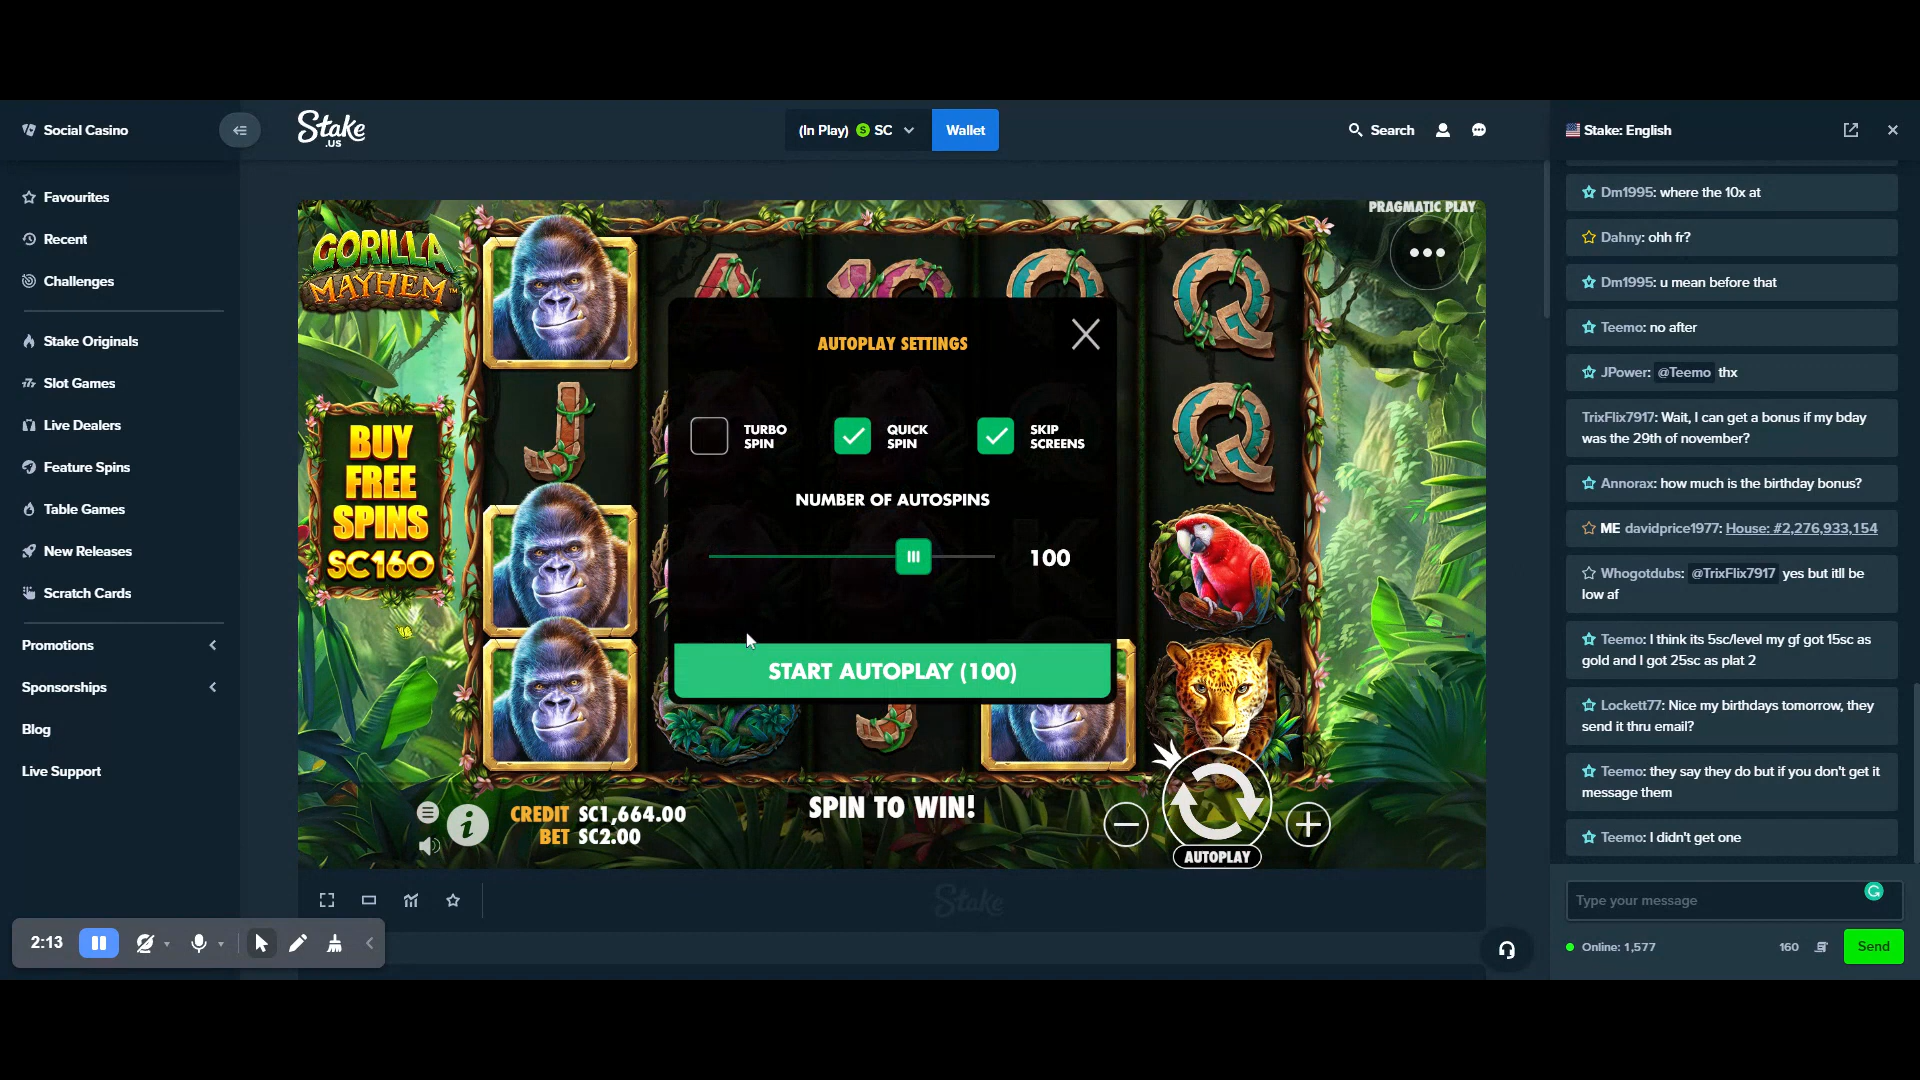 Social Casino
Stake
.US
(In Play) SC
Wallet
Search
Stake: English
Favourites
Recent
Challenges
Stake Originals
Slot Games
Live Dealers
Feature Spins
Table Games
New Releases
Scratch Cards
Promotions
Sponsorships
Blog
Live Support
PRAGMATIC PLAY
GORILLA
MAYHEM™
BUY
FREE
SPINS
SC160
A
10
Q
Q
J
Q
J
AUTOPLAY SETTINGS
TURBO
SPIN
QUICK
SPIN
SKIP
SCREENS
NUMBER OF AUTOSPINS
100
START AUTOPLAY (100)
CREDIT SC1,664.00
BET SC2.00
SPIN TO WIN!
AUTOPLAY
Stake
2:13
Dm1995: where the 10x at
Dahny: ohh fr?
Dm1995: u mean before that
Teemo: no after
JPower: @Teemo thx
TrixFlix7917: Wait, I can get a bonus if my bday
was the 29th of november?
Annorax: how much is the birthday bonus?
ME davidprice1977: House: #2,276,933,154
Whogotdubs: @TrixFlix7917 yes but itll be
low af
Teemo: I think its 5sc/level my gf got 15sc as
gold and I got 25sc as plat 2
Lockett77: Nice my birthdays tomorrow, they
send it thru email?
Teemo: they say they do but if you don't get it
message them
Teemo: I didn't get one
Type your message
Online: 1,577
160
Send